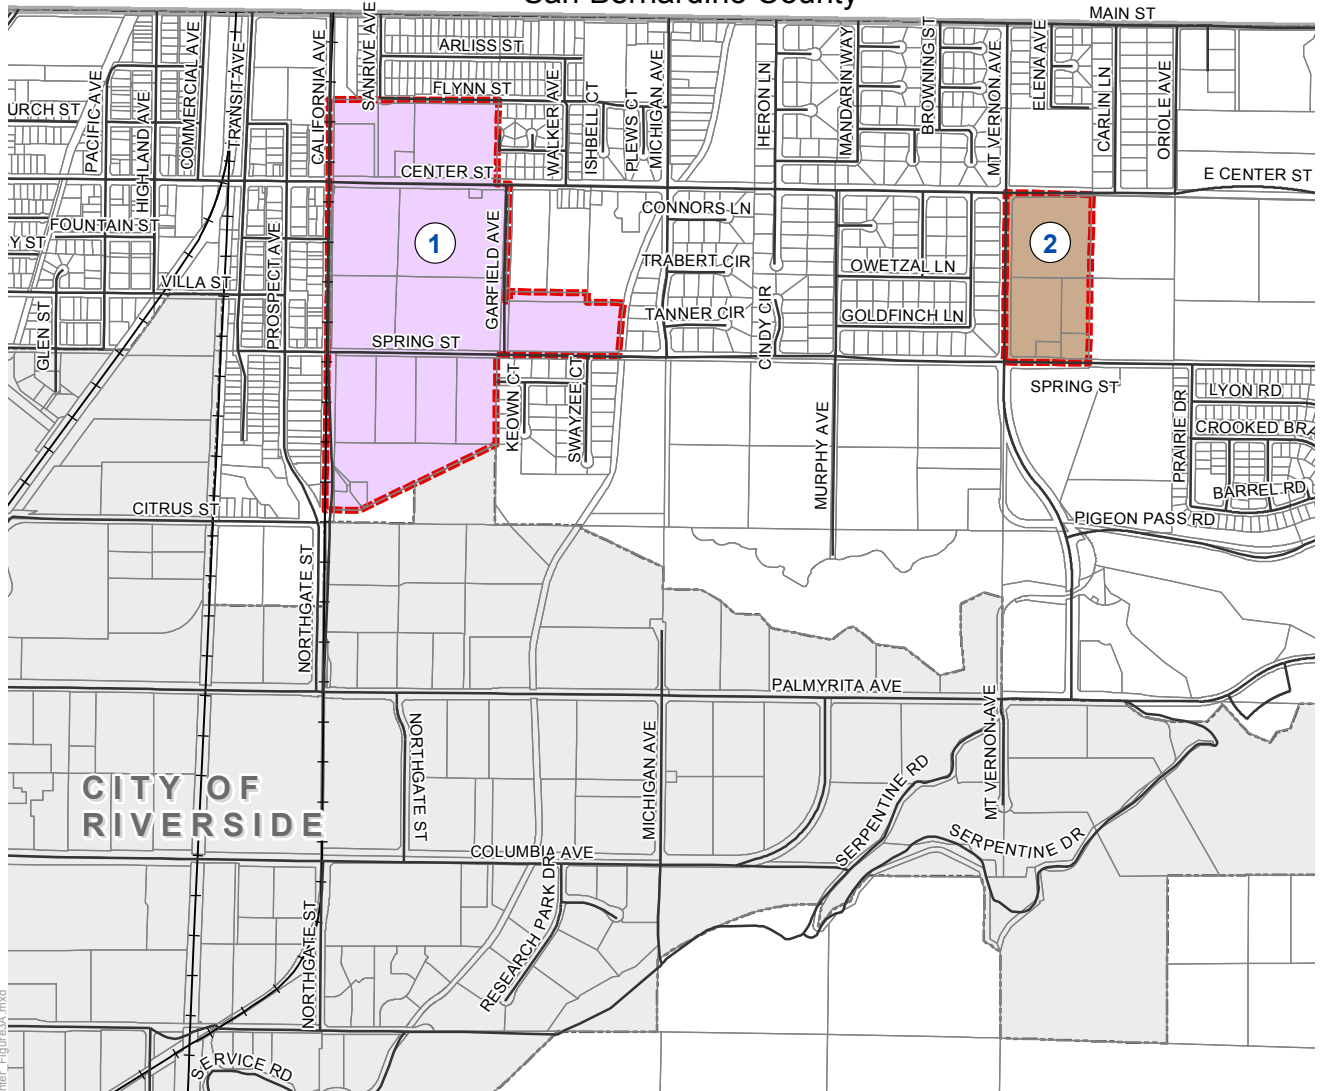 San Bernardino County
MAIN ST
SANRIVE AVE
ARLISS ST
FLYNN ST
CALIFORNIA AVE
TRANSIT AVE
COMMERCIAL AVE
HIGHLAND AVE
PACIFIC AVE
URCH ST
WALKER AVE
ISHBELL CT
PLEWS CT
MICHIGAN AVE
HERON LN
MANDARIN WAY
BROWNING ST
MT VERNON AVE
ELENA AVE
CARLIN LN
ORIOLE AVE
CENTER ST
E CENTER ST
CONNORS LN
FOUNTAIN ST
Y ST
1
2
GARFIELD AVE
PROSPECT AVE
TRABERT CIR
OWETZAL LN
VILLA ST
GLEN ST
TANNER CIR
CINDY CIR
GOLDFINCH LN
SPRING ST
SPRING ST
KEOWN CT
SWAYZEE CT
MURPHY AVE
PRAIRIE DR
LYON RD
CROOKED BRA
BARREL RD
PIGEON PASS RD
CITRUS ST
NORTHGATE ST
PALMYRITA AVE
NORTHGATE ST
MICHIGAN AVE
MT VERNON AVE
SERPENTINE RD
SERPENTINE DR
CITY OF
RIVERSIDE
COLUMBIA AVE
RESEARCH PARK DR
NORTHGATE ST
SERVICE RD
Figure3A.mxd